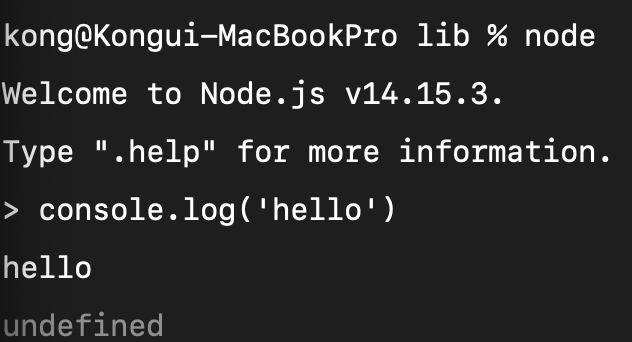 kong@Kongui-MacBookPro lib % node
Welcome to Node.js v14.15.3.
Type ".help" for more information.
> console.log('hello')
hello
undefined